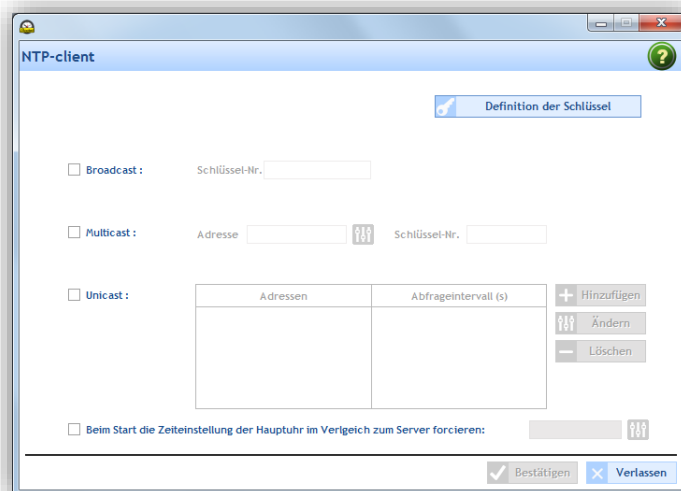 NTP-client
Definition der Schlüssel
Broadcast : Schlüssel-Nr.
Multicast : Adresse Schlüssel-Nr.
Unicast : Adressen Abfrageintervall (s) Hinzufügen
Ändern
Löschen
Beim Start die Zeiteinstellung der Hauptuhr im Verlgeich zum Server forcieren:
Bestätigen Verlassen